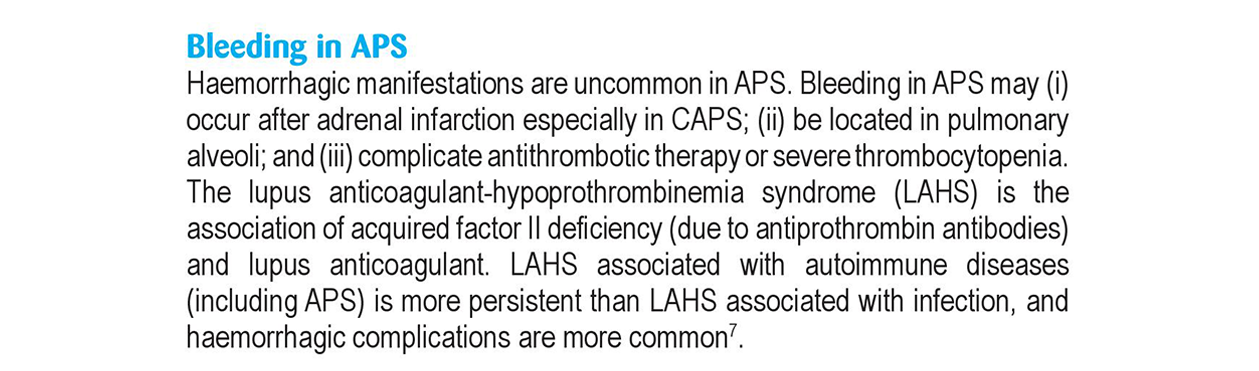 Bleeding in APS
Haemorrhagic manifestations are uncommon in APS. Bleeding in APS may (i)
occur after adrenal infarction especially in CAPS; (ii) be located in pulmonary
alveoli; and (iii) complicate antithrombotic therapy or severe thrombocytopenia.
The lupus anticoagulant-hypoprothrombinemia syndrome (LAHS) is the
association of acquired factor II deficiency (due to antiprothrombin antibodies)
and lupus anticoagulant. LAHS associated with autoimmune diseases
(including APS) is more persistent than LAHS associated with infection, and
haemorrhagic complications are more common⁷.